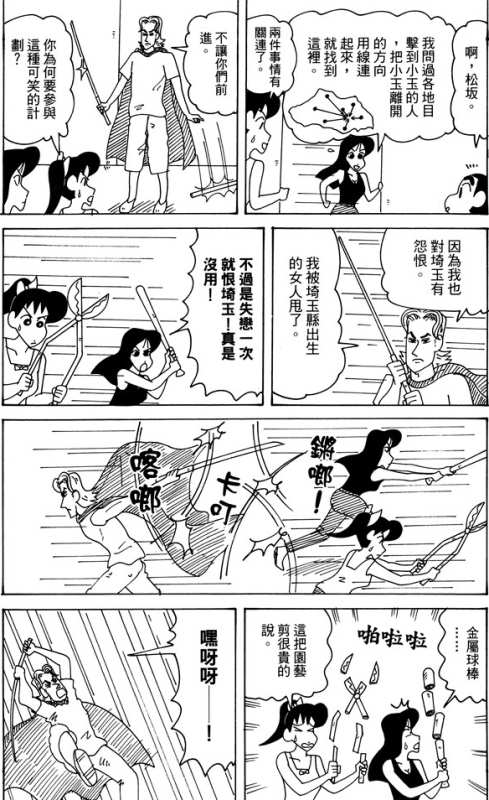 啊，松坂。
我問過各地目
擊到小玉的人
，把小玉離開
的方向
用線連
起來，
就找到
這裡。
兩件事情有
關連了。
不讓你們前
進。
你為何要參與
這種可笑的計
劃？
因為我也
對埼玉有
怨恨。
我被埼玉縣出生
的女人甩了。
不過是失戀一次
就恨埼玉！真是
沒用！
鏘啷！
卡叮
喀啷
金屬球棒
……
啪啦啦
這把園藝
剪很貴的
說。
嘿呀呀——！